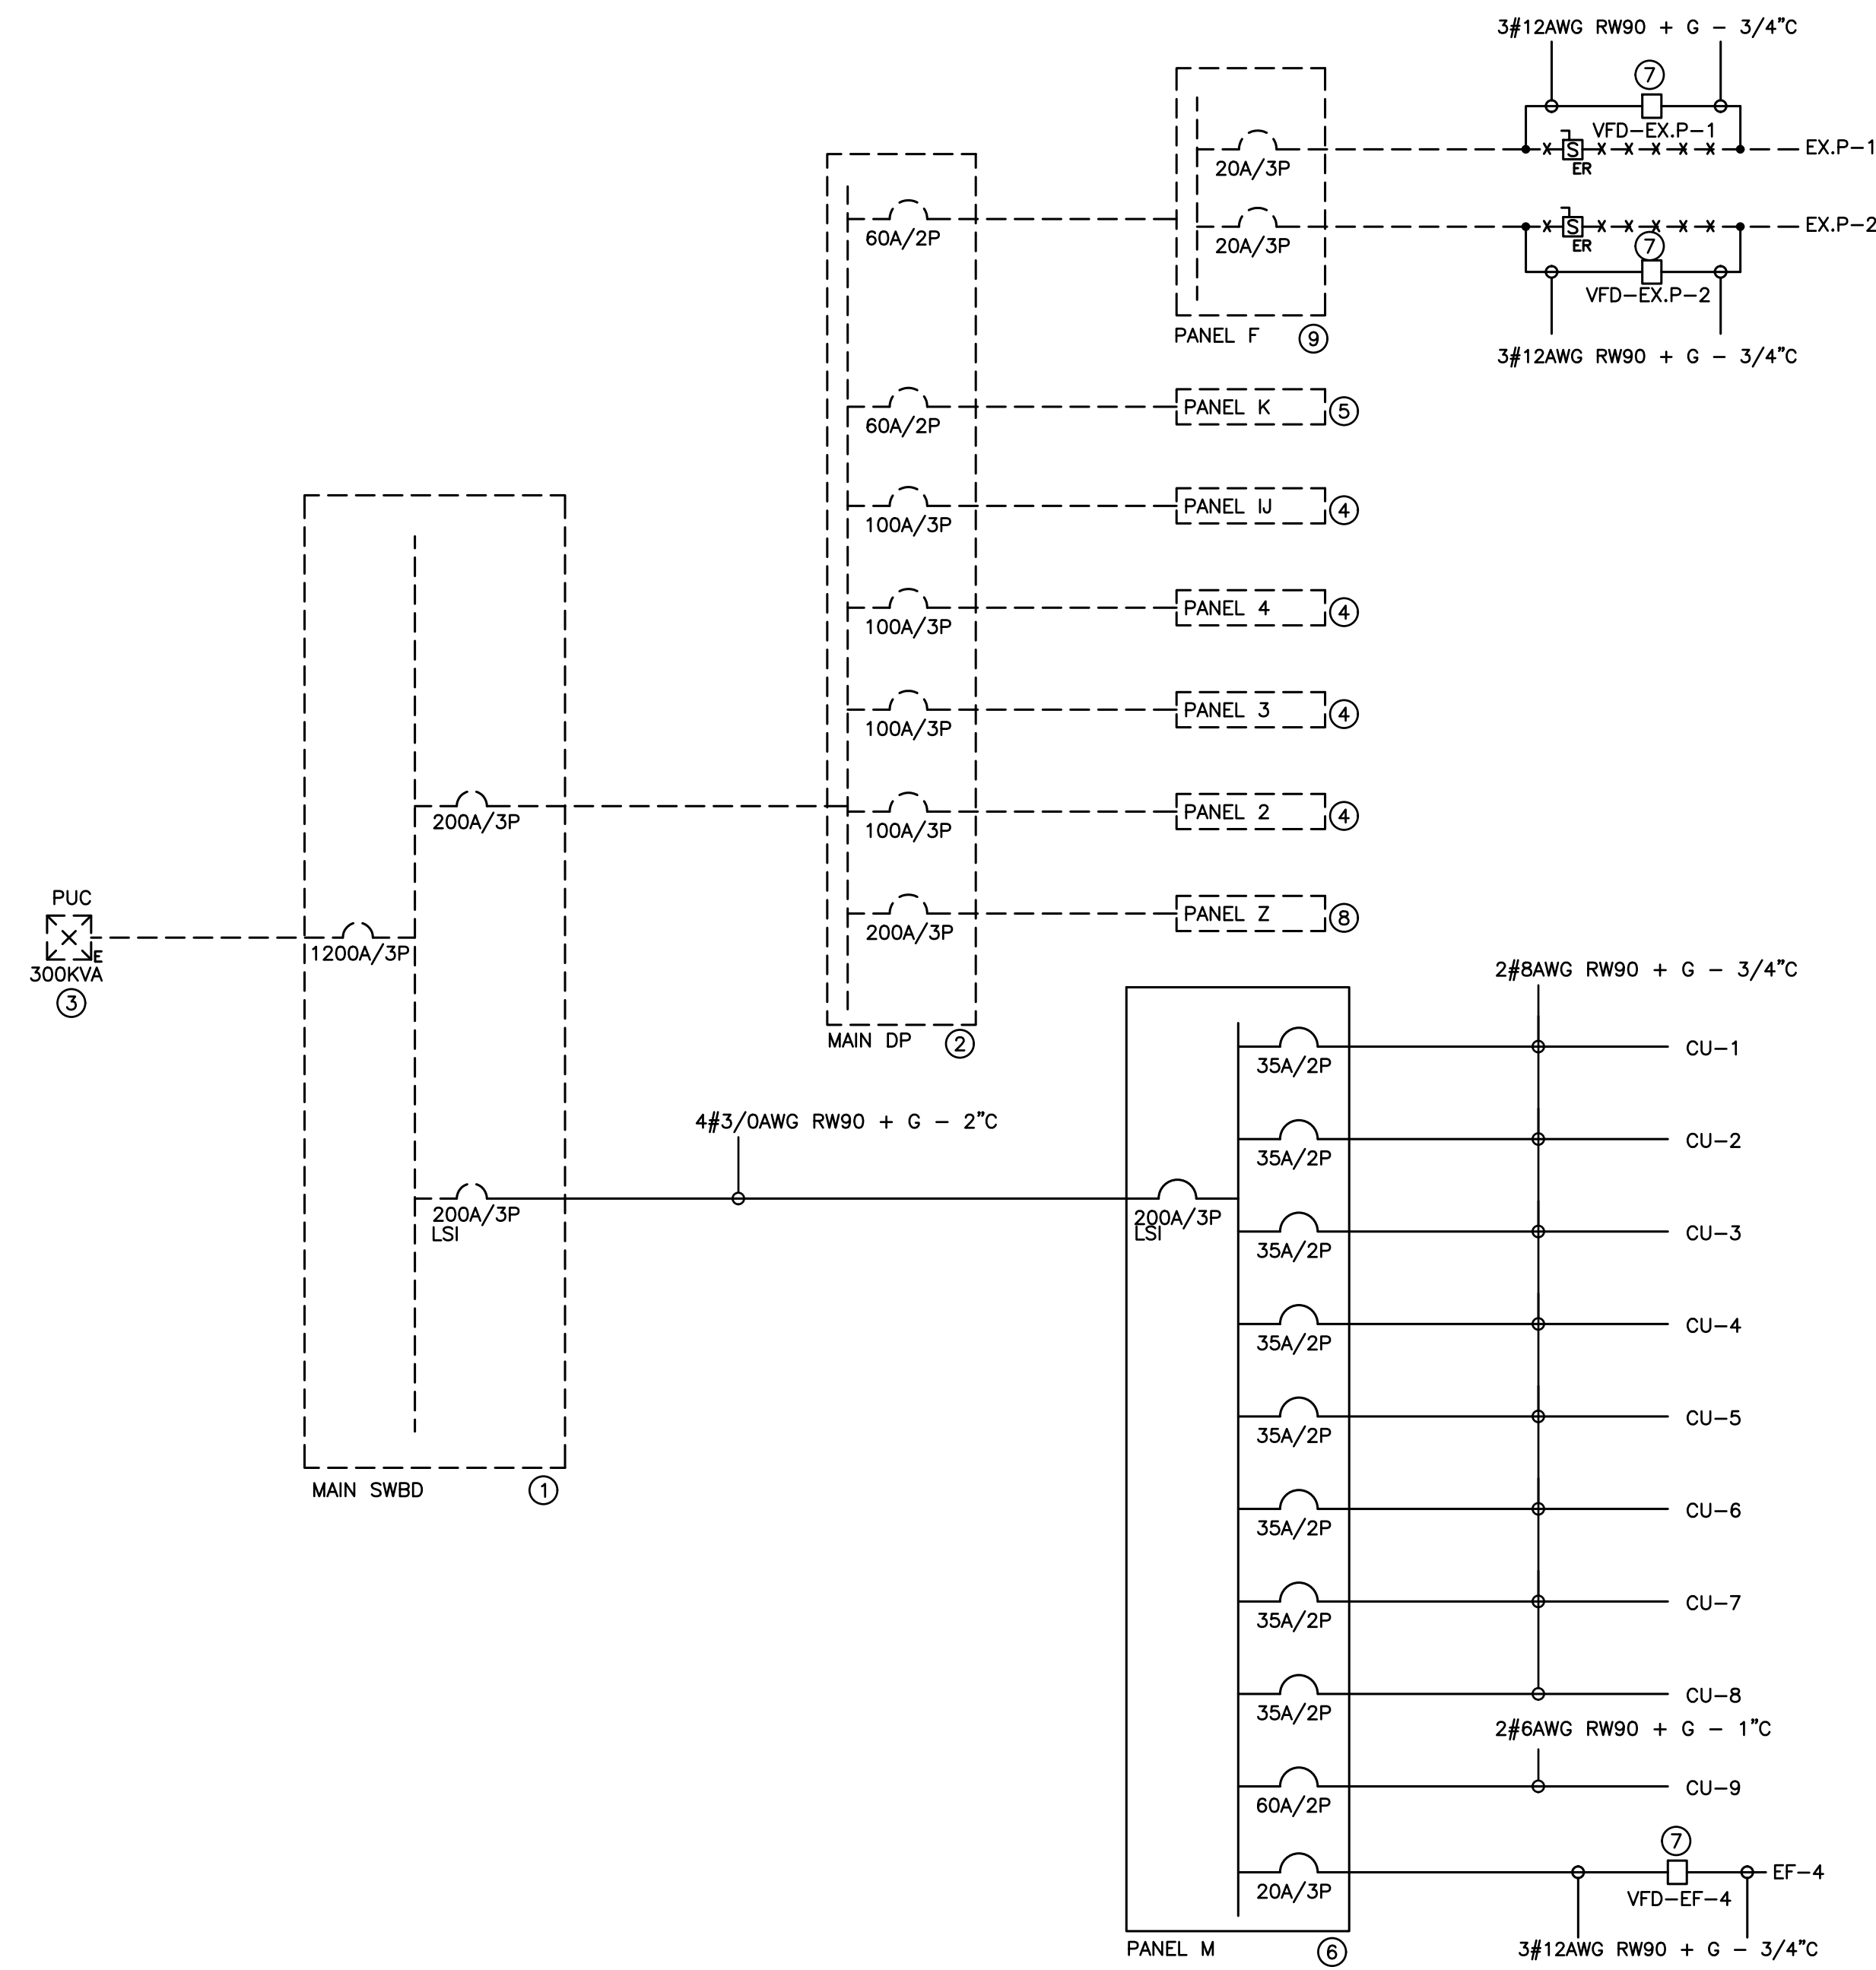 3#12AWG RW90 + G - 3/4"C
7
VFD-EX.P-1
EX.P-1
S
ER
20A/3P
60A/2P
20A/3P
S
EX.P-2
ER
7
VFD-EX.P-2
PANEL F
9
3#12AWG RW90 + G - 3/4"C
60A/2P
PANEL K
5
100A/3P
PANEL IJ
4
100A/3P
PANEL 4
4
100A/3P
PANEL 3
4
200A/3P
100A/3P
PANEL 2
4
PUC
E
300KVA
3
1200A/3P
200A/3P
PANEL Z
8
MAIN DP
2
2#8AWG RW90 + G - 3/4"C
35A/2P
CU-1
4#3/0AWG RW90 + G - 2"C
35A/2P
CU-2
200A/3P
LSI
200A/3P
LSI
35A/2P
CU-3
35A/2P
CU-4
35A/2P
CU-5
MAIN SWBD
1
35A/2P
CU-6
35A/2P
CU-7
35A/2P
CU-8
2#6AWG RW90 + G - 1"C
60A/2P
CU-9
7
20A/3P
EF-4
VFD-EF-4
PANEL M
6
3#12AWG RW90 + G - 3/4"C